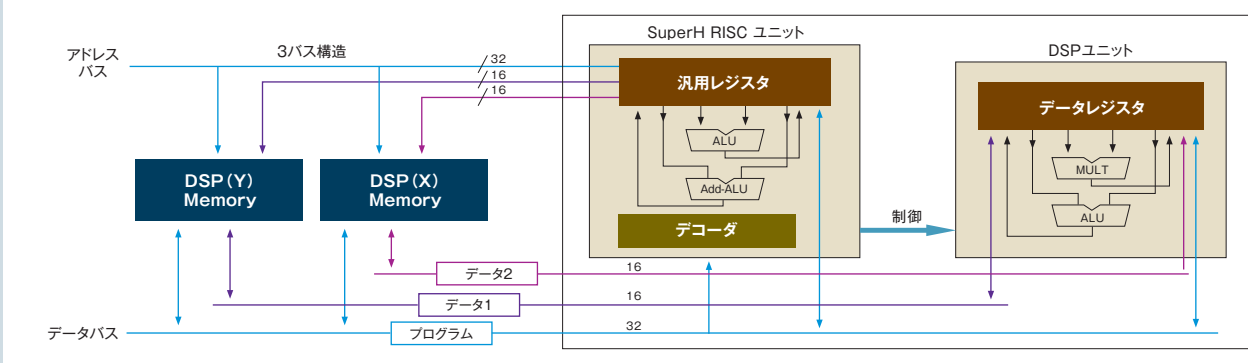 SuperH RISC ユニット
DSPユニット
アドレス
バス
3バス構造
32
16
16
汎用レジスタ
データレジスタ
ALU
MULT
Add-ALU
ALU
DSP(Y)
Memory
DSP(X)
Memory
デコーダ
制御
データ2
16
データ1
16
データバス
プログラム
32